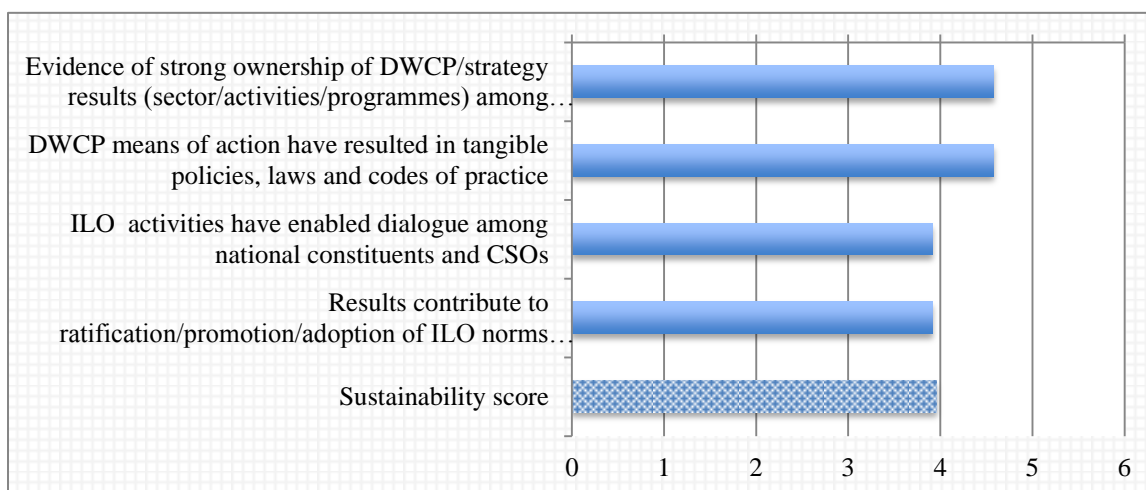 Evidence of strong ownership of DWCP/strategy
results (sector/activities/programmes) among…
DWCP means of action have resulted in tangible
policies, laws and codes of practice
ILO  activities have enabled dialogue among
national constituents and CSOs
Results contribute to
ratification/promotion/adoption of ILO norms…
Sustainability score
0 1 2 3 4 5 6